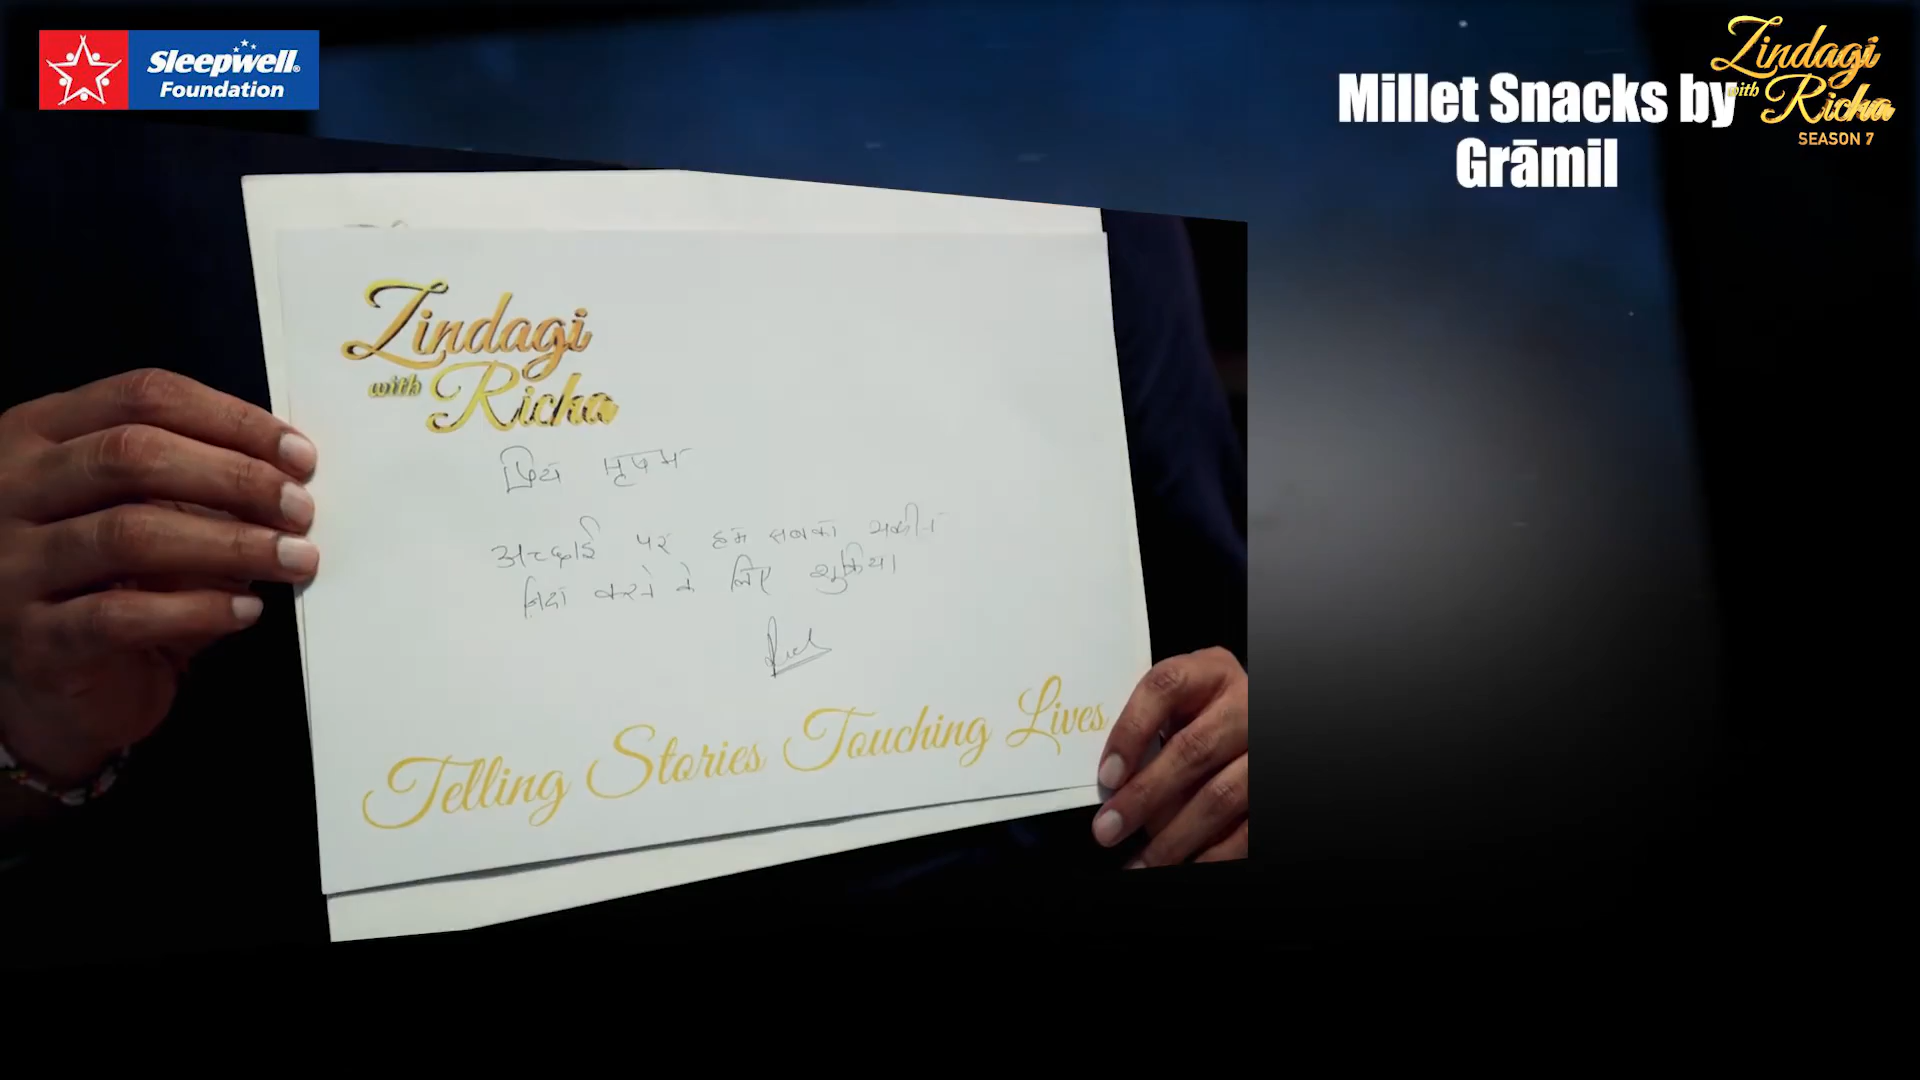 Sleepwell®
Foundation
Millet Snacks by
Grāmil
Zindagi
with Richa
SEASON 7
Zindagi
with Richa
प्रिय
अच्छाई पर हम सबका यकीन
करने के लिए शुक्रिया
Rich
Telling Stories Touching Lives